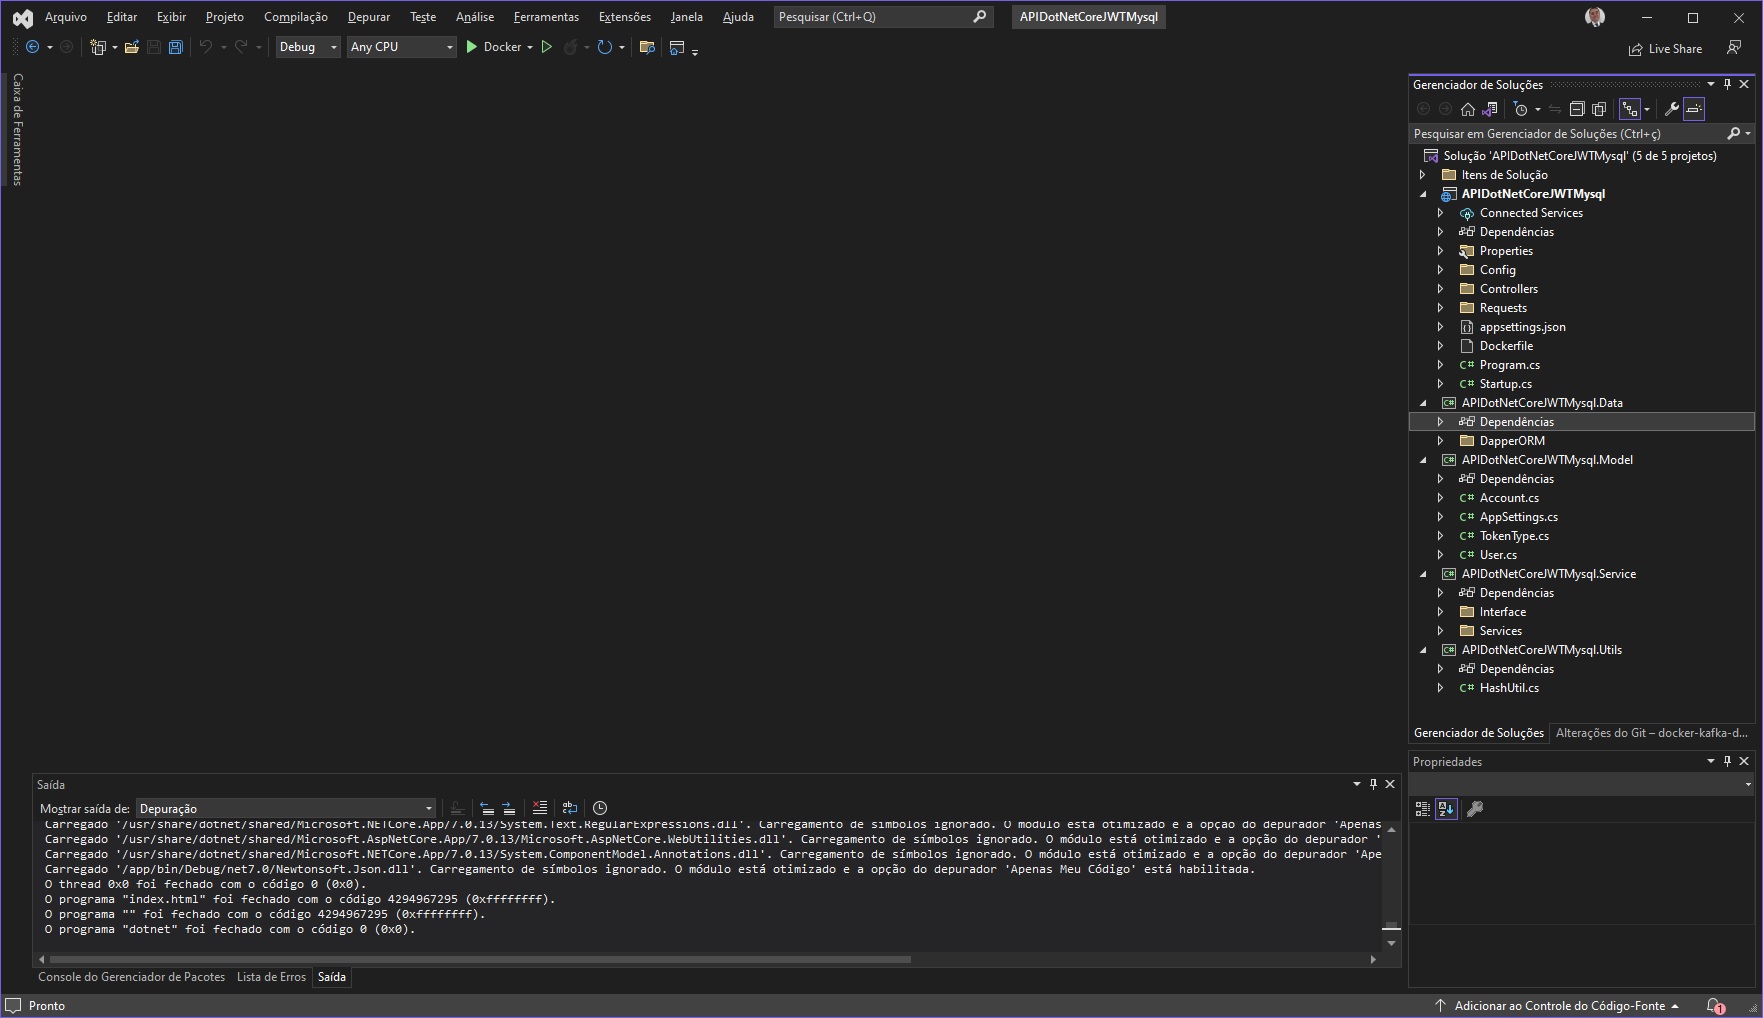 Arquivo Editar Exibir Projeto Compilação Depurar Teste Análise Ferramentas Extensões Janela Ajuda Pesquisar (Ctrl+Q) APIDotNetCoreJWTMysql
Debug Any CPU Docker Live Share
Caixa de Ferramentas
Gerenciador de Soluções
Pesquisar em Gerenciador de Soluções (Ctrl+ç)
Solução 'APIDotNetCoreJWTMysql' (5 de 5 projetos)
Itens de Solução
APIDotNetCoreJWTMysql
Connected Services
Dependências
Properties
Config
Controllers
Requests
appsettings.json
Dockerfile
C# Program.cs
C# Startup.cs
C# APIDotNetCoreJWTMysql.Data
Dependências
DapperORM
C# APIDotNetCoreJWTMysql.Model
Dependências
C# Account.cs
C# AppSettings.cs
C# TokenType.cs
C# User.cs
C# APIDotNetCoreJWTMysql.Service
Dependências
Interface
Services
C# APIDotNetCoreJWTMysql.Utils
Dependências
C# HashUtil.cs
Gerenciador de Soluções Alterações do Git – docker-kafka-d...
Propriedades
Saída
Mostrar saída de: Depuração
Carregado '/usr/share/dotnet/shared/Microsoft.NETCore.App/7.0.13/System.Text.RegularExpressions.dll'. Carregamento de símbolos ignorado. O módulo está otimizado e a opção do depurador 'Apenas
Carregado '/usr/share/dotnet/shared/Microsoft.AspNetCore.App/7.0.13/Microsoft.AspNetCore.WebUtilities.dll'. Carregamento de símbolos ignorado. O módulo está otimizado e a opção do depurador '
Carregado '/usr/share/dotnet/shared/Microsoft.NETCore.App/7.0.13/System.ComponentModel.Annotations.dll'. Carregamento de símbolos ignorado. O módulo está otimizado e a opção do depurador 'Ape
Carregado '/app/bin/Debug/net7.0/Newtonsoft.Json.dll'. Carregamento de símbolos ignorado. O módulo está otimizado e a opção do depurador 'Apenas Meu Código' está habilitada.
O thread 0x0 foi fechado com o código 0 (0x0).
O programa "index.html" foi fechado com o código 4294967295 (0xffffffff).
O programa "" foi fechado com o código 4294967295 (0xffffffff).
O programa "dotnet" foi fechado com o código 0 (0x0).
Console do Gerenciador de Pacotes Lista de Erros Saída
Pronto Adicionar ao Controle do Código-Fonte 1